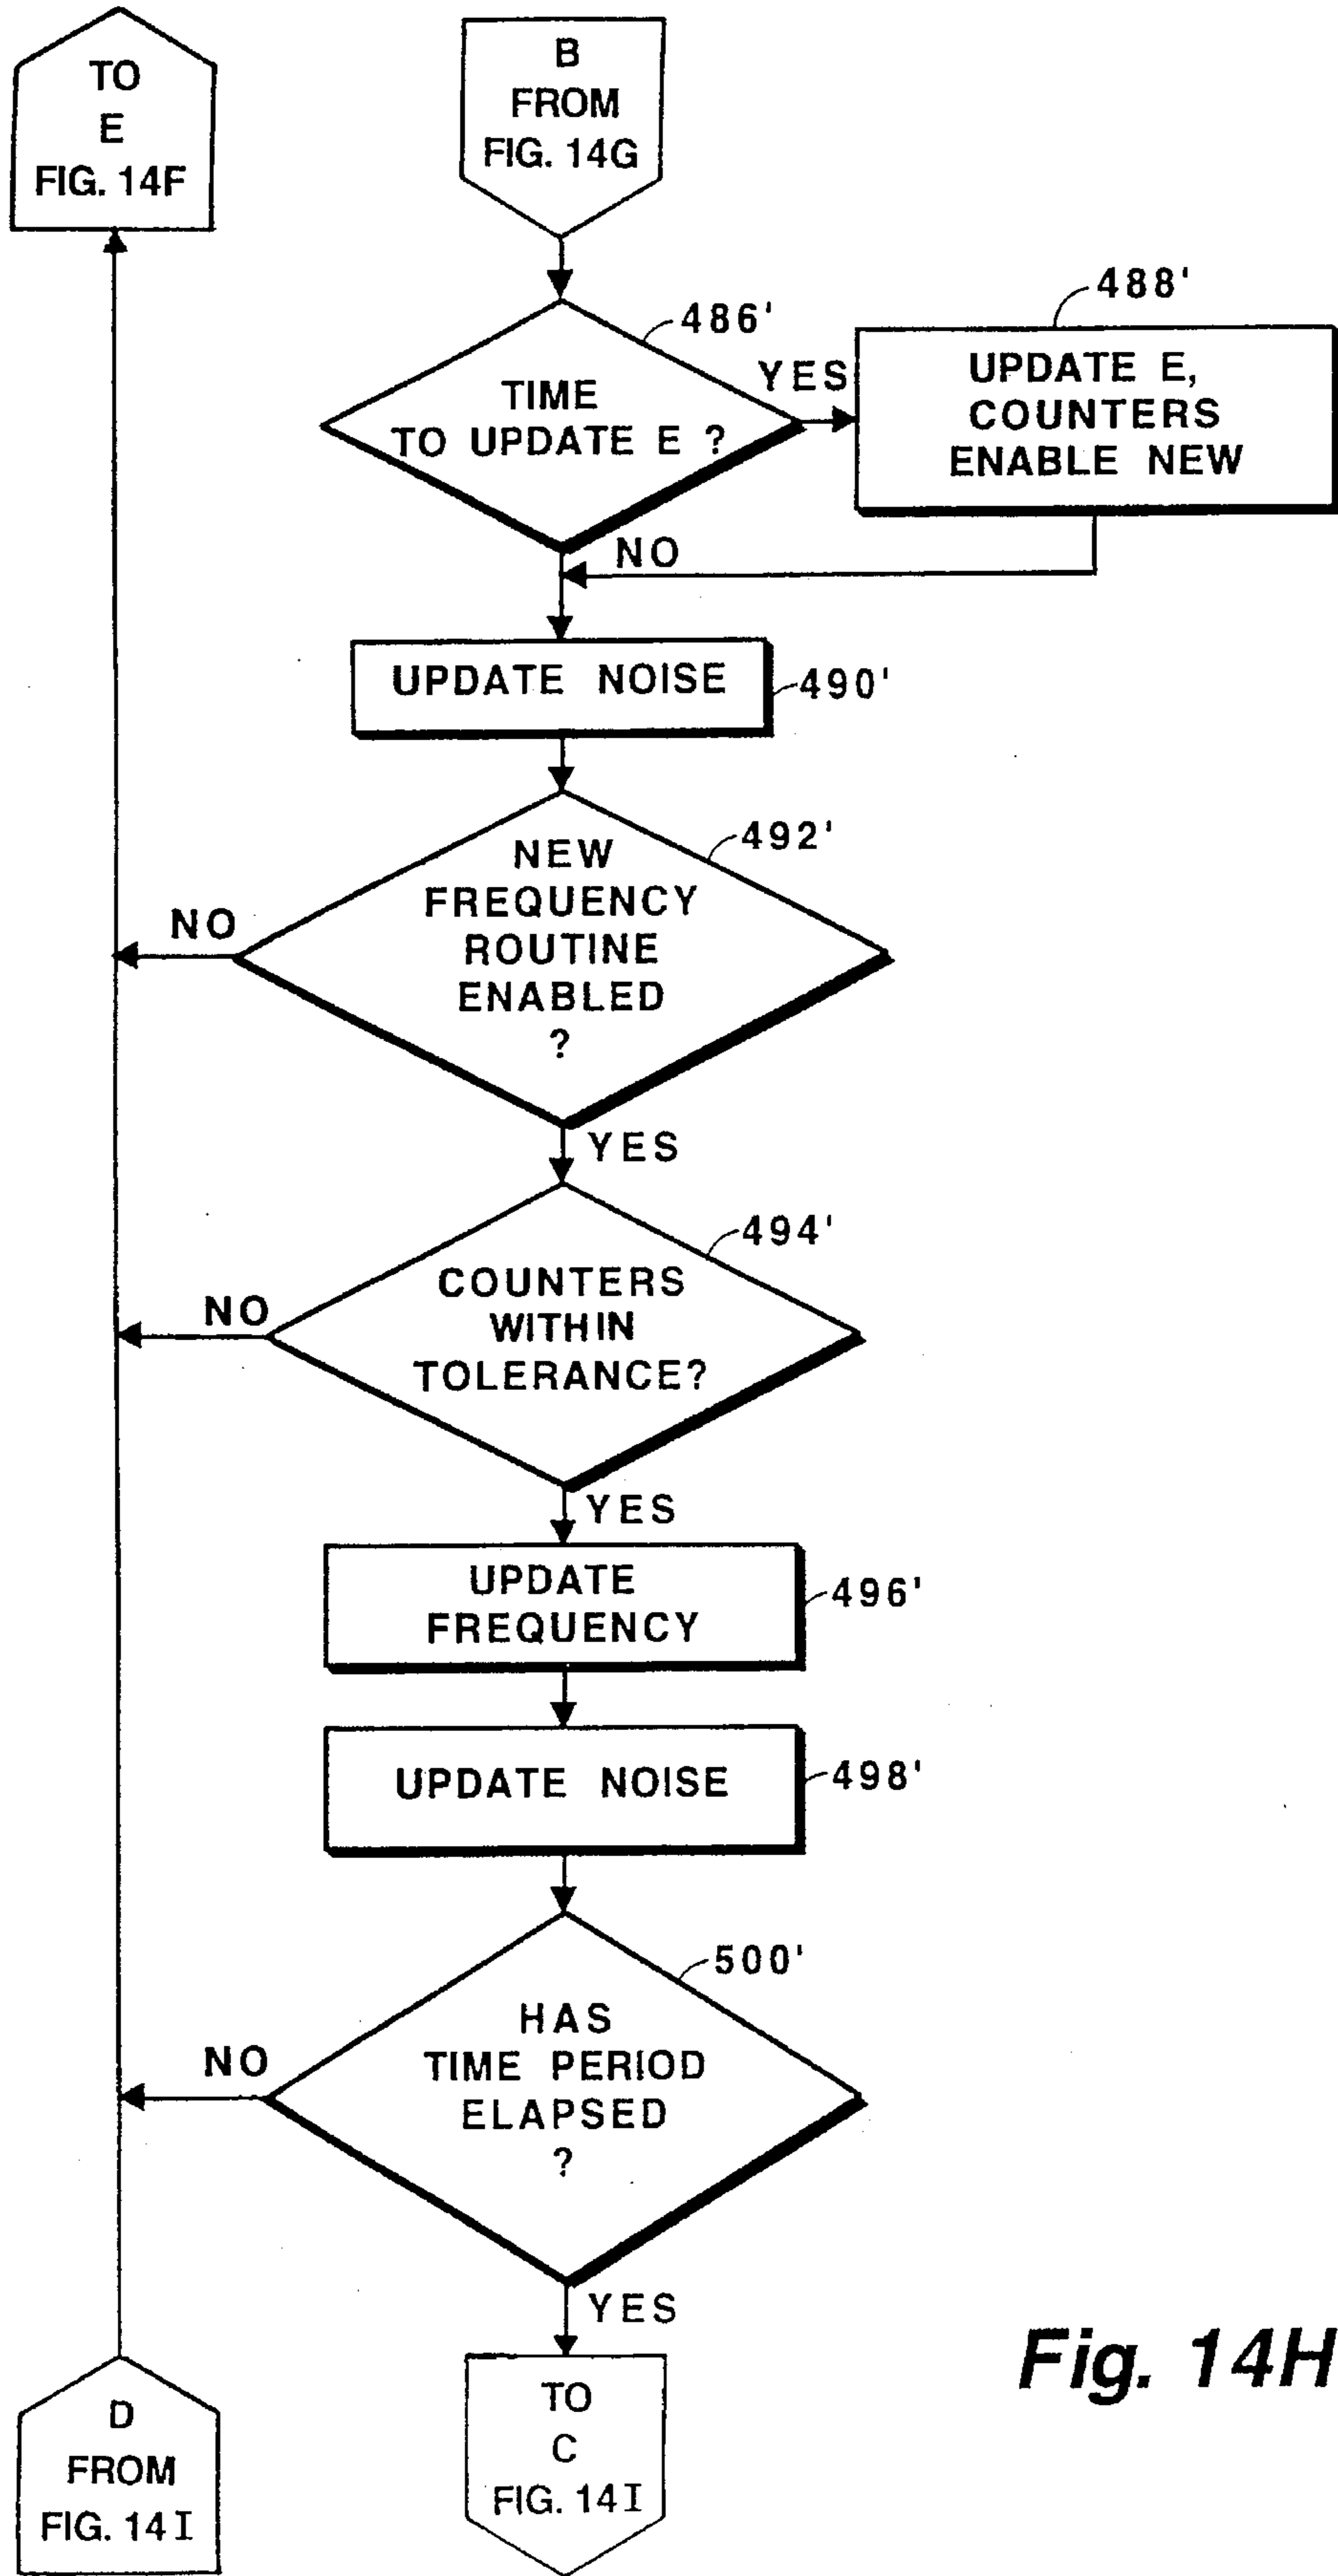 TO
E
FIG. 14F
B
FROM
FIG. 14G
486'
TIME
TO UPDATE E ?
YES
488'
UPDATE E,
COUNTERS
ENABLE NEW
NO
UPDATE NOISE
490'
492'
NEW
FREQUENCY
ROUTINE
ENABLED
?
NO
YES
494'
COUNTERS
WITHIN
TOLERANCE?
NO
YES
UPDATE
FREQUENCY
496'
UPDATE NOISE
498'
500'
HAS
TIME PERIOD
ELAPSED
?
NO
YES
D
FROM
FIG. 14I
TO
C
FIG. 14I
Fig. 14H